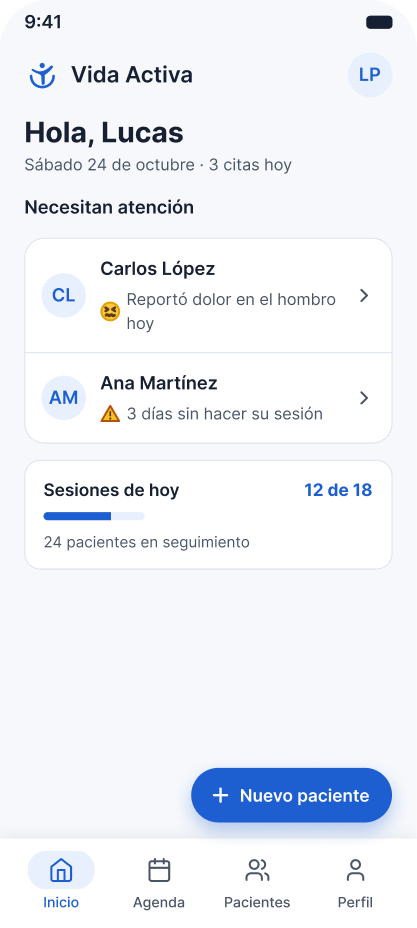 9:41
Vida Activa
LP
Hola, Lucas
Sábado 24 de octubre · 3 citas hoy
Necesitan atención
CL
Carlos López
Reportó dolor en el hombro
hoy
AM
Ana Martínez
3 días sin hacer su sesión
Sesiones de hoy
12 de 18
24 pacientes en seguimiento
+ Nuevo paciente
Inicio
Agenda
Pacientes
Perfil